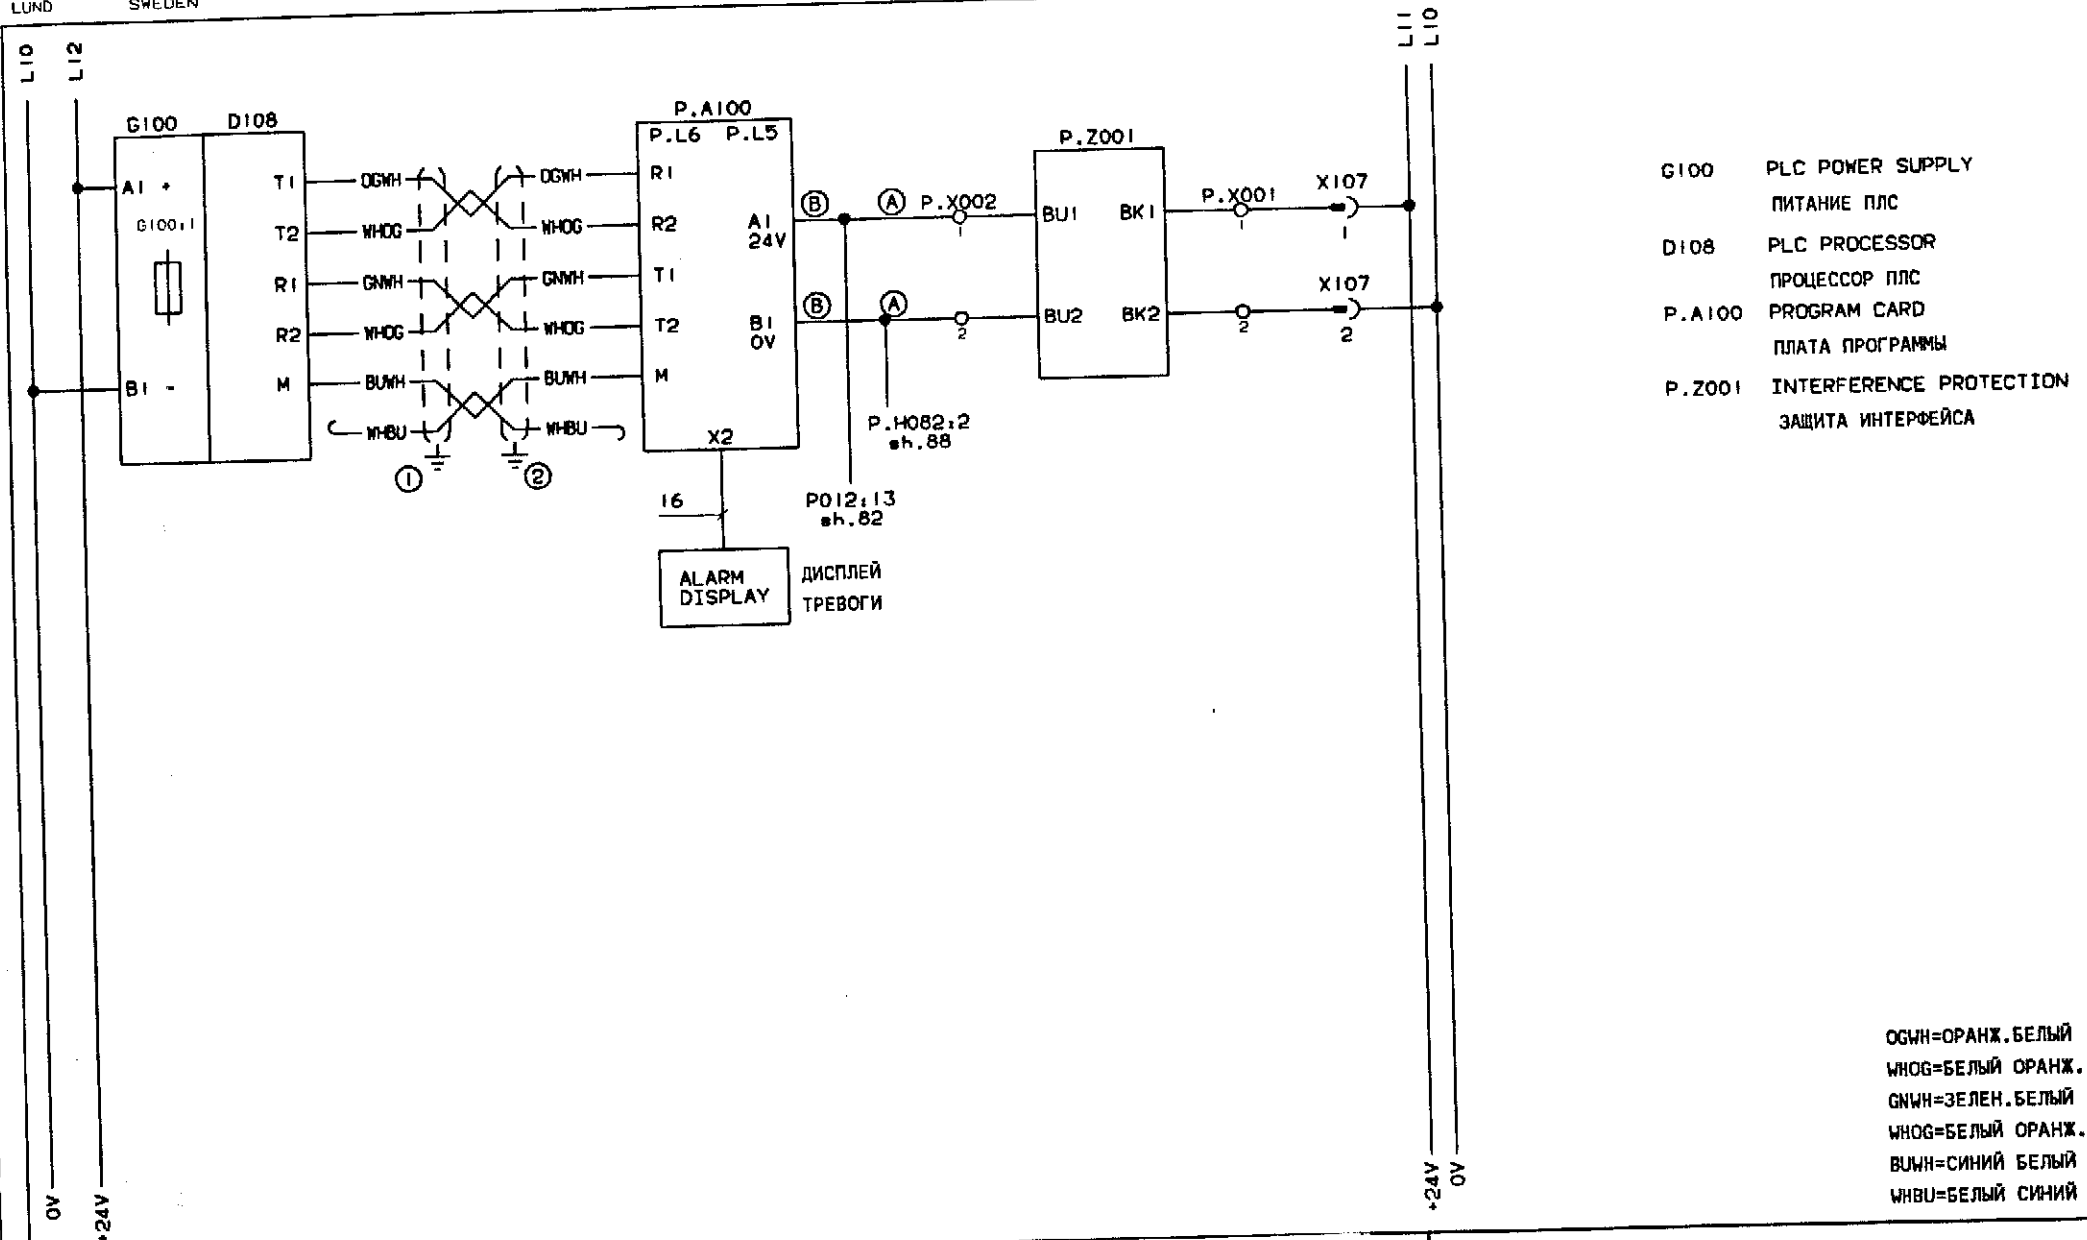 LUND SWEDEN
L10 L12 L11 L10
G100 D108
A1 +
G100:1
B1 -
T1 OGWH OGWH R1
T2 WHOG WHOG R2
R1 GNWH GNWH T1
R2 WHOG WHOG T2
M BUWH BUWH M
WHBU WHBU
1 2
P.A100
P.L6 P.L5
A1
24V
B1
0V
X2
B A P.X002
1
B A
2
P.Z001
BU1 BK1
BU2 BK2
P.X001 X107
1 1
X107
2 2
P.H082:2
sh.88
P012:13
sh.82
16
ALARM
DISPLAY
ДИСПЛЕЙ
ТРЕВОГИ
G100 PLC POWER SUPPLY
ПИТАНИЕ ПЛС
D108 PLC PROCESSOR
ПРОЦЕССОР ПЛС
P.A100 PROGRAM CARD
ПЛАТА ПРОГРАММЫ
P.Z001 INTERFERENCE PROTECTION
ЗАЩИТА ИНТЕРФЕЙСА
OGWH=ОРАНЖ.БЕЛЫЙ
WHOG=БЕЛЫЙ ОРАНЖ.
GNWH=ЗЕЛЕН.БЕЛЫЙ
WHOG=БЕЛЫЙ ОРАНЖ.
BUWH=СИНИЙ БЕЛЫЙ
WHBU=БЕЛЫЙ СИНИЙ
0V +24V +24V 0V